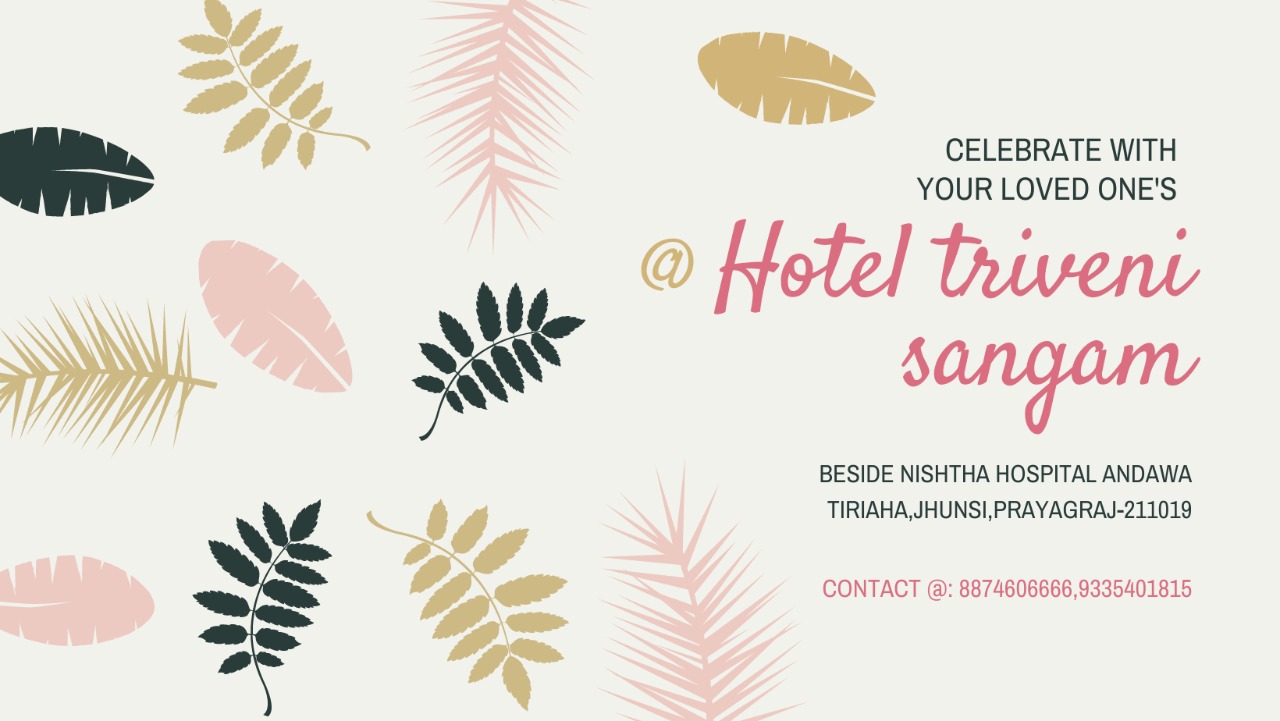 CELEBRATE WITH
YOUR LOVED ONE'S
@ Hotel triveni
sangam
BESIDE NISHTHA HOSPITAL ANDAWA
TIRIAHA,JHUNSI,PRAYAGRAJ-211019
CONTACT @: 8874606666,9335401815